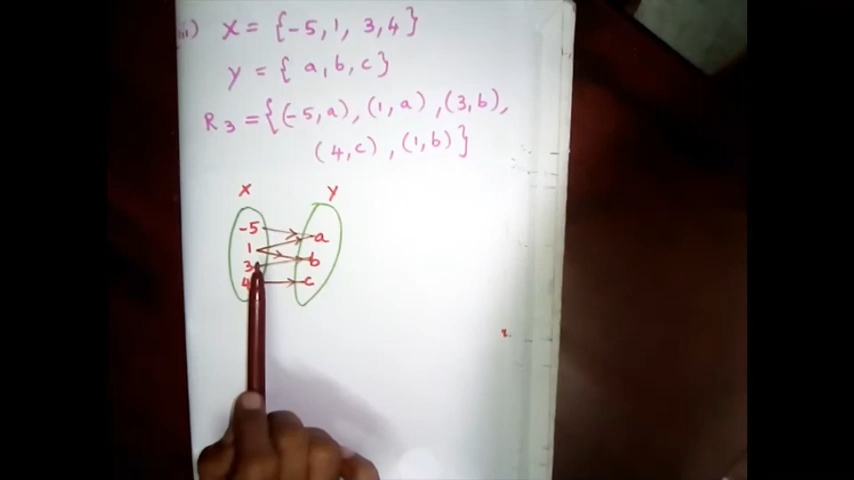 iii) X = {-5, 1, 3, 4}
Y = { a, b, c }
R3 = {(-5, a), (1, a), (3, b),
(4, c), (1, b)}
X Y
-5 a
1
3 b
4 c